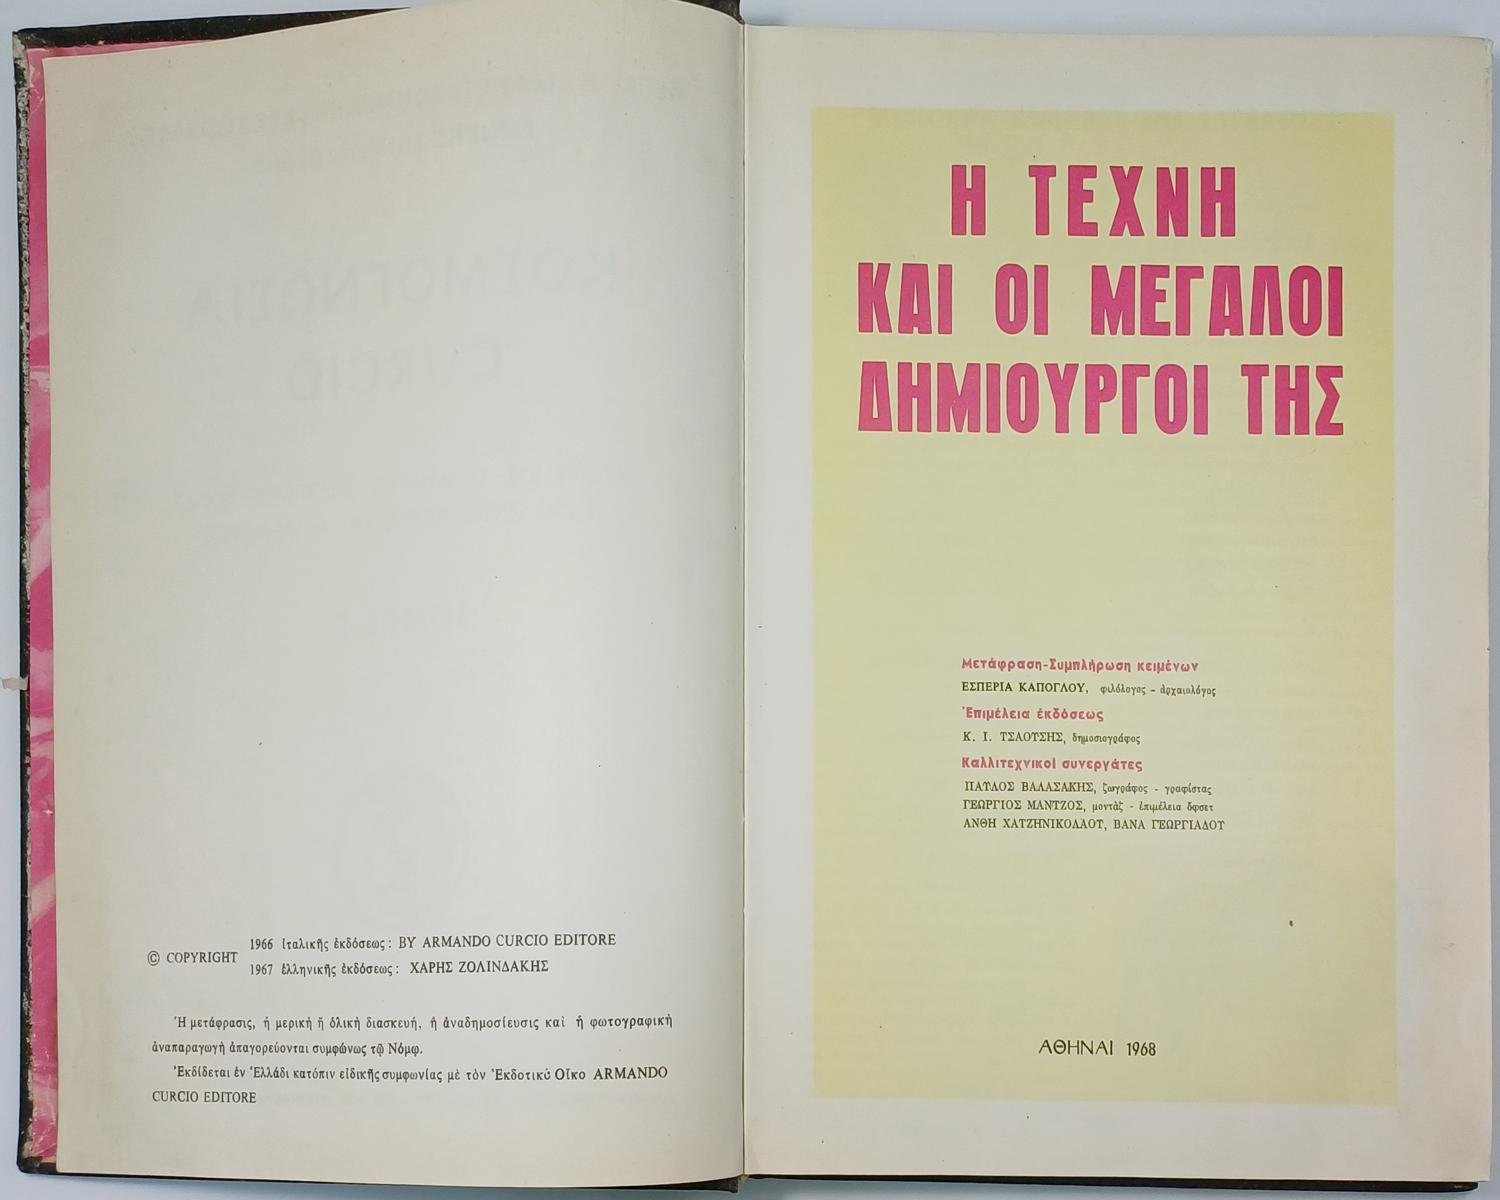 © COPYRIGHT
1966 ἰταλικῆς ἐκδόσεως: BY ARMANDO CURCIO EDITORE
1967 ἑλληνικῆς ἐκδόσεως: ΧΑΡΗΣ ΖΟΛΙΝΔΑΚΗΣ
Ἡ μετάφρασις, ἡ μερικὴ ἢ ὁλικὴ διασκευή, ἡ ἀναδημοσίευσις καὶ ἡ φωτογραφικὴ
ἀναπαραγωγὴ ἀπαγορεύονται συμφώνως τῷ Νόμῳ.
Ἐκδίδεται ἐν Ἑλλάδι κατόπιν εἰδικῆς συμφωνίας μὲ τὸν Ἐκδοτικὸ Οἶκο ARMANDO
CURCIO EDITORE
Η ΤΕΧΝΗ
ΚΑΙ ΟΙ ΜΕΓΑΛΟΙ
ΔΗΜΙΟΥΡΓΟΙ ΤΗΣ
Μετάφραση-Συμπλήρωση κειμένων
ΕΣΠΕΡΙΑ ΚΑΠΟΓΛΟΥ, φιλόλογος - ἀρχαιολόγος
Ἐπιμέλεια ἐκδόσεως
Κ. Ι. ΤΣΑΟΥΣΗΣ, δημοσιογράφος
Καλλιτεχνικοὶ συνεργάτες
ΠΑΥΛΟΣ ΒΑΛΑΣΑΚΗΣ, ζωγράφος - γραφίστας
ΓΕΩΡΓΙΟΣ ΜΑΝΤΖΟΣ, μοντὰζ - ἐπιμέλεια ὄφσετ
ΑΝΘΗ ΧΑΤΖΗΝΙΚΟΛΑΟΥ, ΒΑΝΑ ΓΕΩΡΓΙΑΔΟΥ
ΑΘΗΝΑΙ 1968